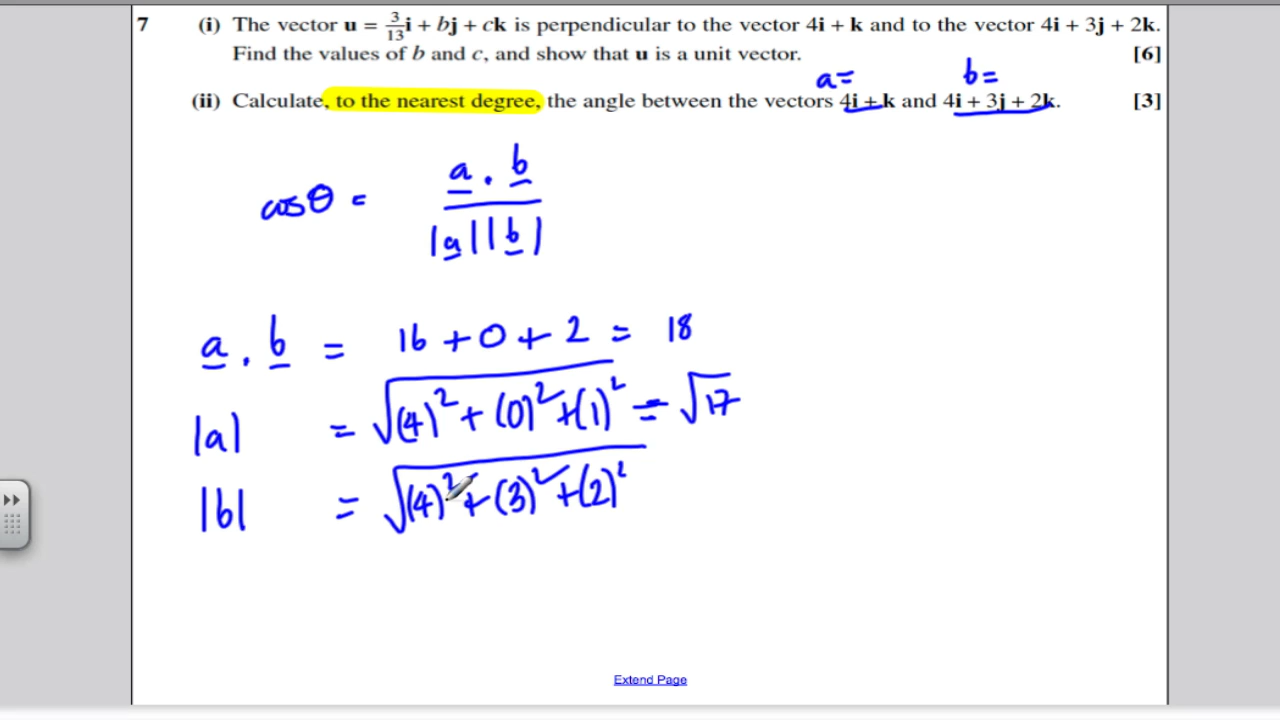 7 (i) The vector u = 3/13 i + bj + ck is perpendicular to the vector 4i + k and to the vector 4i + 3j + 2k.
Find the values of b and c, and show that u is a unit vector. [6]
a= b=
(ii) Calculate, to the nearest degree, the angle between the vectors 4i + k and 4i + 3j + 2k. [3]
cosθ = a . b
|a| |b|
a . b = 16 + 0 + 2 = 18
|a| = √(4)² + (0)² + (1)² = √17
|b| = √(4)² + (3)² + (2)²
Extend Page